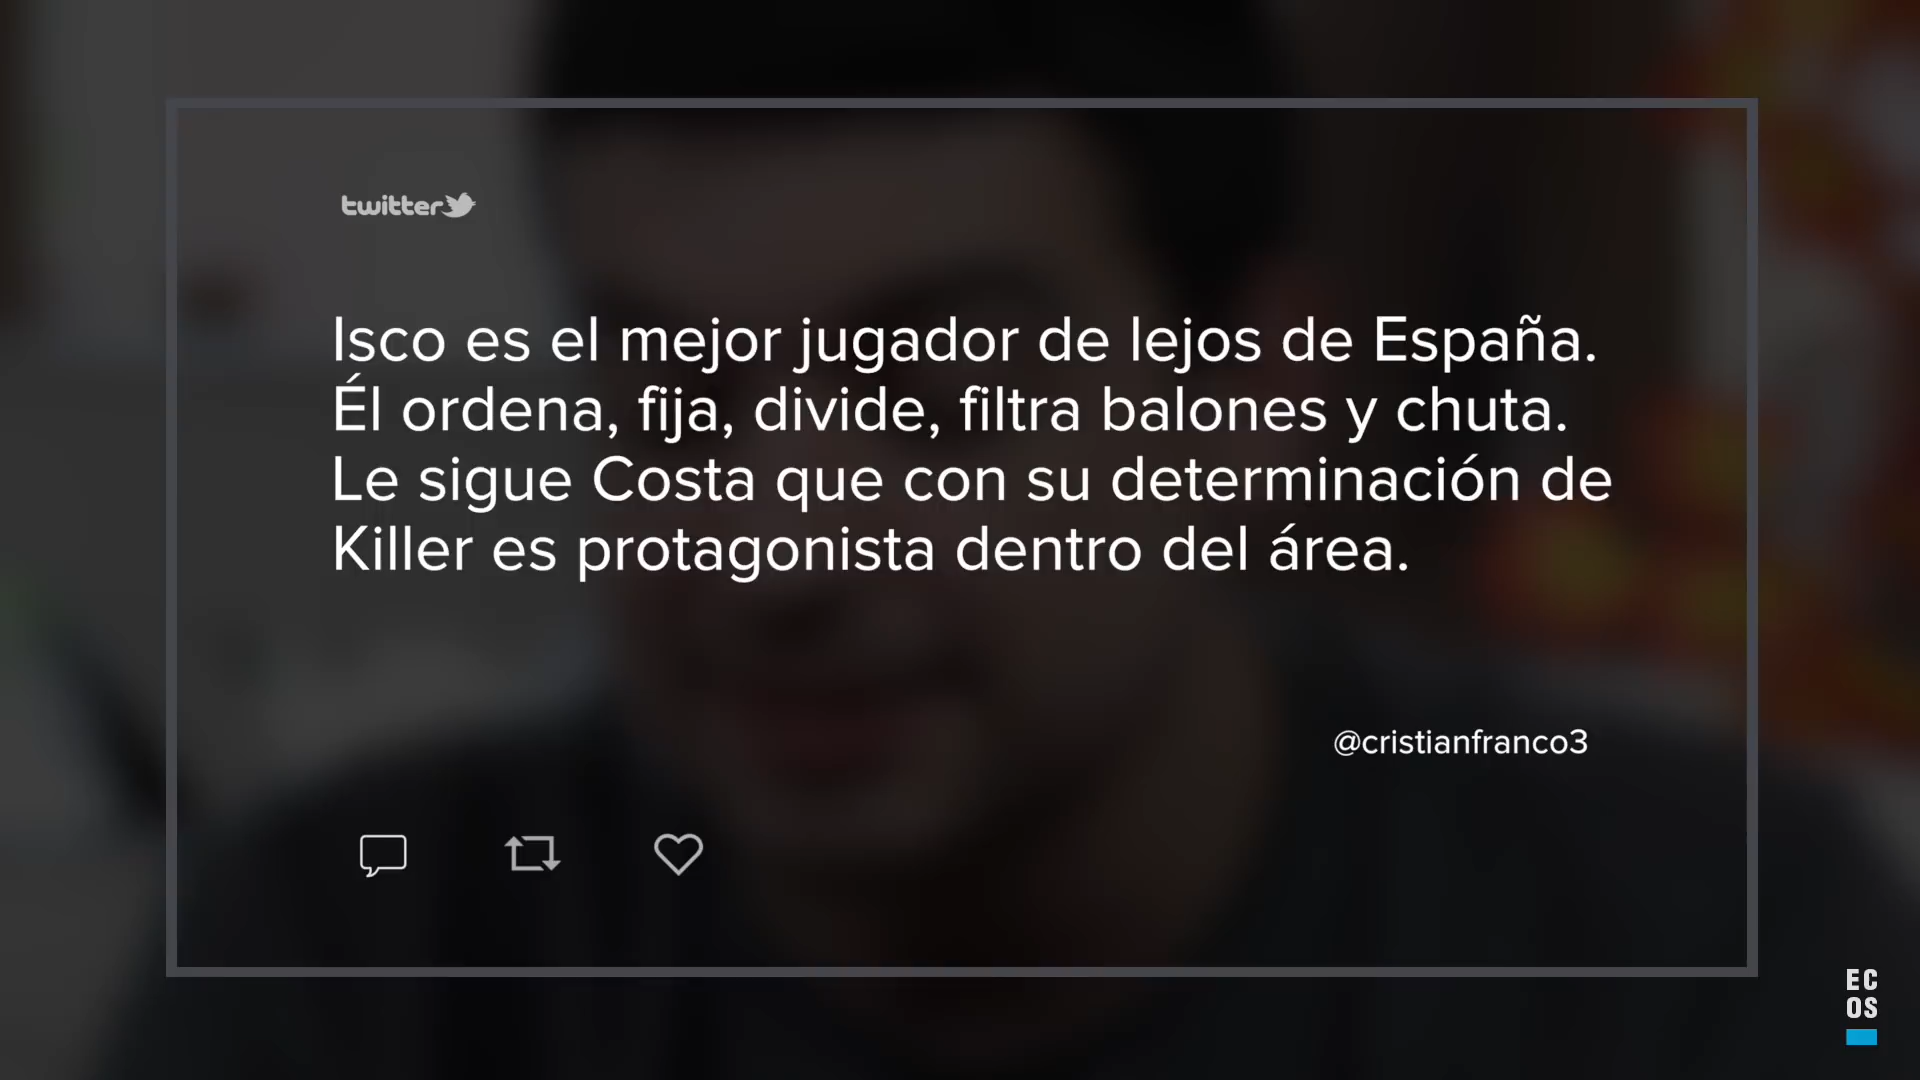 twitter
Isco es el mejor jugador de lejos de España.
Él ordena, fija, divide, filtra balones y chuta.
Le sigue Costa que con su determinación de
Killer es protagonista dentro del área.
@cristianfranco3
EC
OS